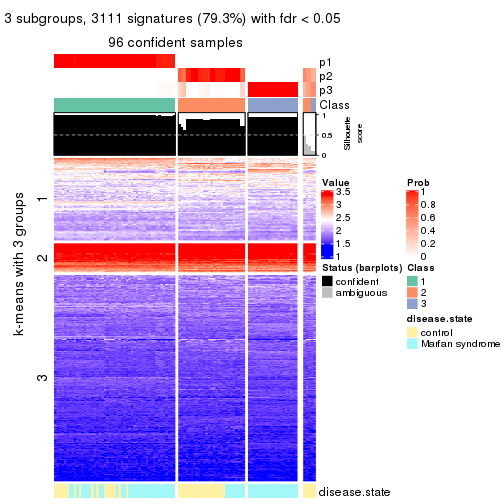 3 subgroups, 3111 signatures (79.3%) with fdr < 0.05
96 confident samples
p1
p2
p3
Class
1
0.5
0
Silhouette
score
k-means with 3 groups
1
2
3
disease.state
Value
3.5
3
2.5
2
1.5
1
Prob
1
0.8
0.6
0.4
0.2
0
Status (barplots)
confident
ambiguous
Class
1
2
3
disease.state
control
Marfan syndrome